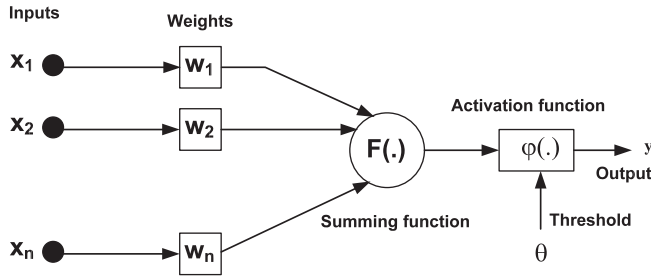 Inputs
Weights
x1
w1
x2
w2
Activation function
F(.)
φ(.)
y
Output
Summing function
Threshold
xn
wn
θ